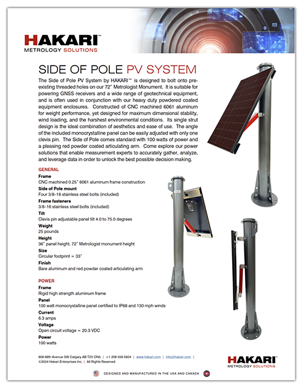 HAKARI™
METROLOGY SOLUTIONS
SIDE OF POLE PV SYSTEM
The Side of Pole PV System by HAKARI™ is designed to bolt onto pre-
existing threaded holes on our 72" Metrologist Monument. It is suitable for
powering GNSS receivers and a wide range of geotechnical equipment,
and is often used in conjunction with our heavy duty powder coated
equipment enclosures. Constructed of CNC machined 6061 aluminum
for weight performance, yet designed for maximum dimensional stability,
wind loading, and the harshest environmental conditions. Its single strut
design is the ideal combination of aesthetics and ease of use. The angle
of the included monocrystalline panel can be easily adjusted with only one
clevis pin. The Side of Pole comes standard with 100 watts of power and
a pleasing red powder coated articulating arm. Come explore our power
solutions that enable measurement experts to accurately gather, analyze,
and leverage data in order to unlock the best possible decision making.
GENERAL
Frame
CNC machined 0.25" 6061 aluminum frame construction
Side of Pole mount
Four 3/8-16 stainless steel bolts (included)
Frame fasteners
3/8-16 stainless steel bolts (included)
Tilt
Clevis pin adjustable panel tilt # 0 to 75.0 degrees
Weight
25 pounds
Height
36" panel height, 72" Metrologist monument height
Size
Circular footprint = 33"
Finish
Bare aluminum and red powder coated articulating arm
POWER
Frame
Rigid high strength aluminum frame
Panel
100 watt monocrystalline panel certified to IP68 and 130 mph winds
Current
6.3 amps
Voltage
Open circuit voltage = 20.3 VDC
Power
100 watts
HAKARI™
METROLOGY SOLUTIONS
DESIGNED AND MANUFACTURED IN THE USA AND CANADA